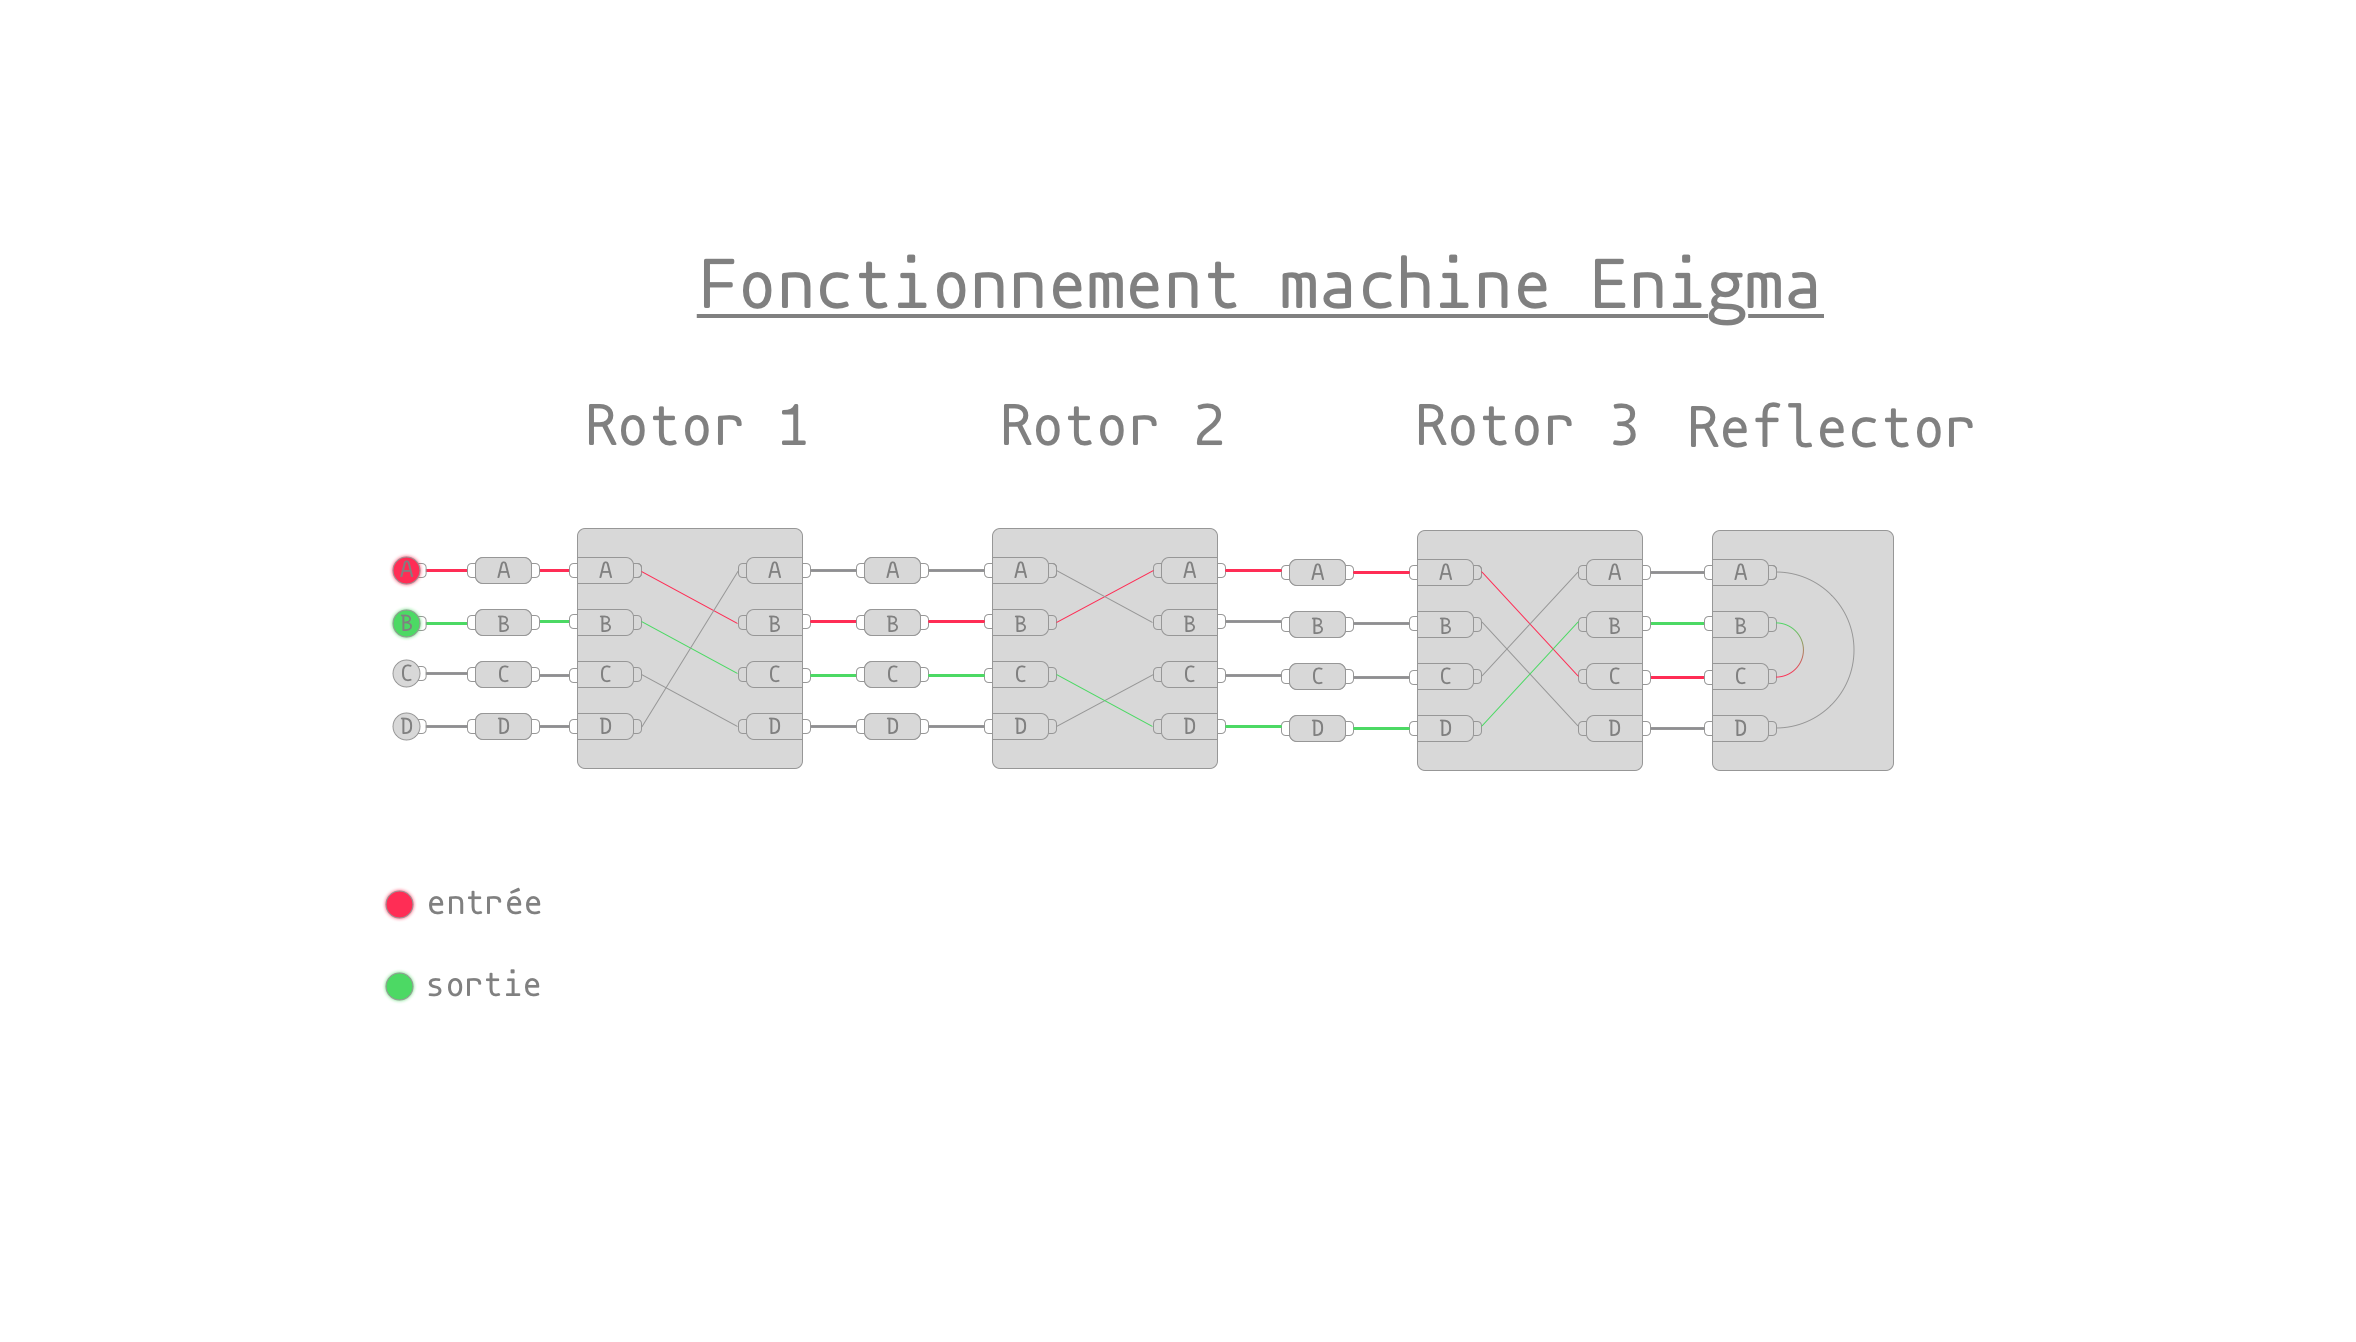 Fonctionnement machine Enigma
Rotor 1 Rotor 2 Rotor 3 Reflector
A A A A A A A A A A A
B B B B B B B B B B B
C C C C C C C C C C C
D D D D D D D D D D D
entrée
sortie